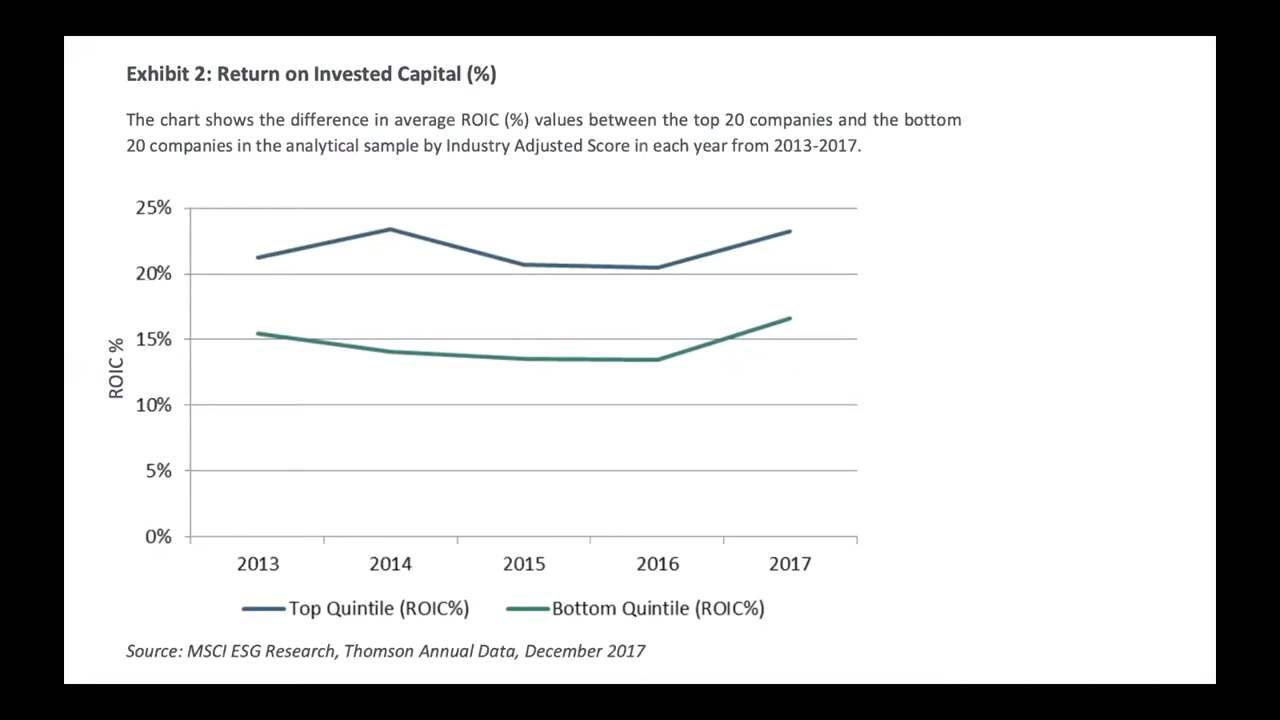 Exhibit 2: Return on Invested Capital (%)
The chart shows the difference in average ROIC (%) values between the top 20 companies and the bottom
20 companies in the analytical sample by Industry Adjusted Score in each year from 2013-2017.
25%
20%
15%
10%
5%
0%
ROIC %
2013 2014 2015 2016 2017
Top Quintile (ROIC%) Bottom Quintile (ROIC%)
Source: MSCI ESG Research, Thomson Annual Data, December 2017